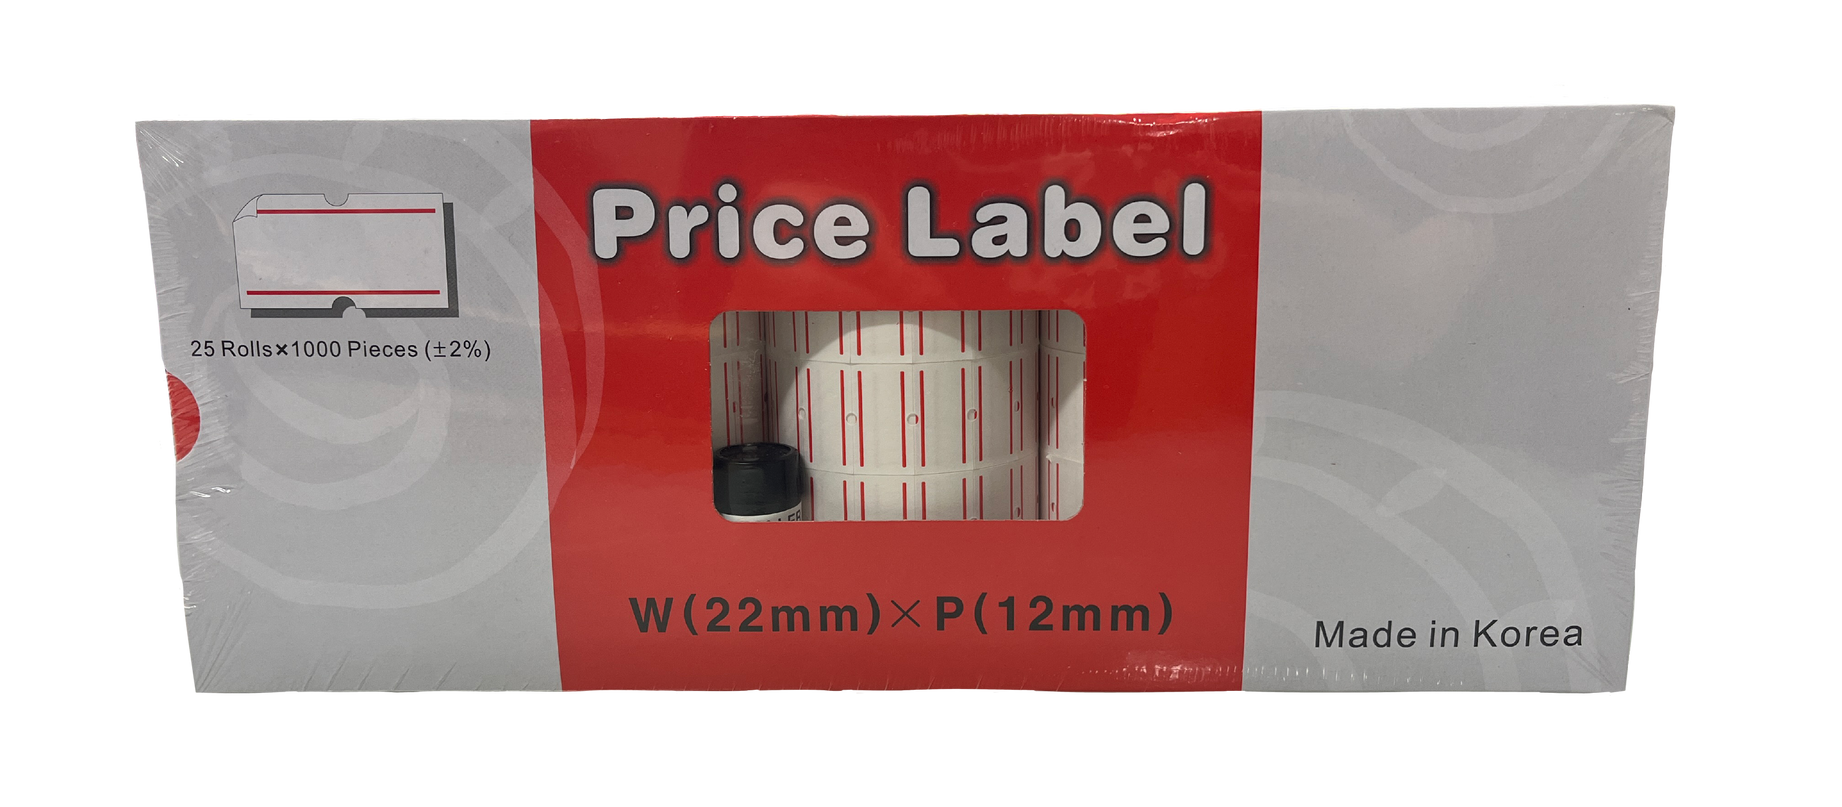 Price Label
25 Rolls×1000 Pieces (±2%)
W(22mm)×P(12mm)
Made in Korea